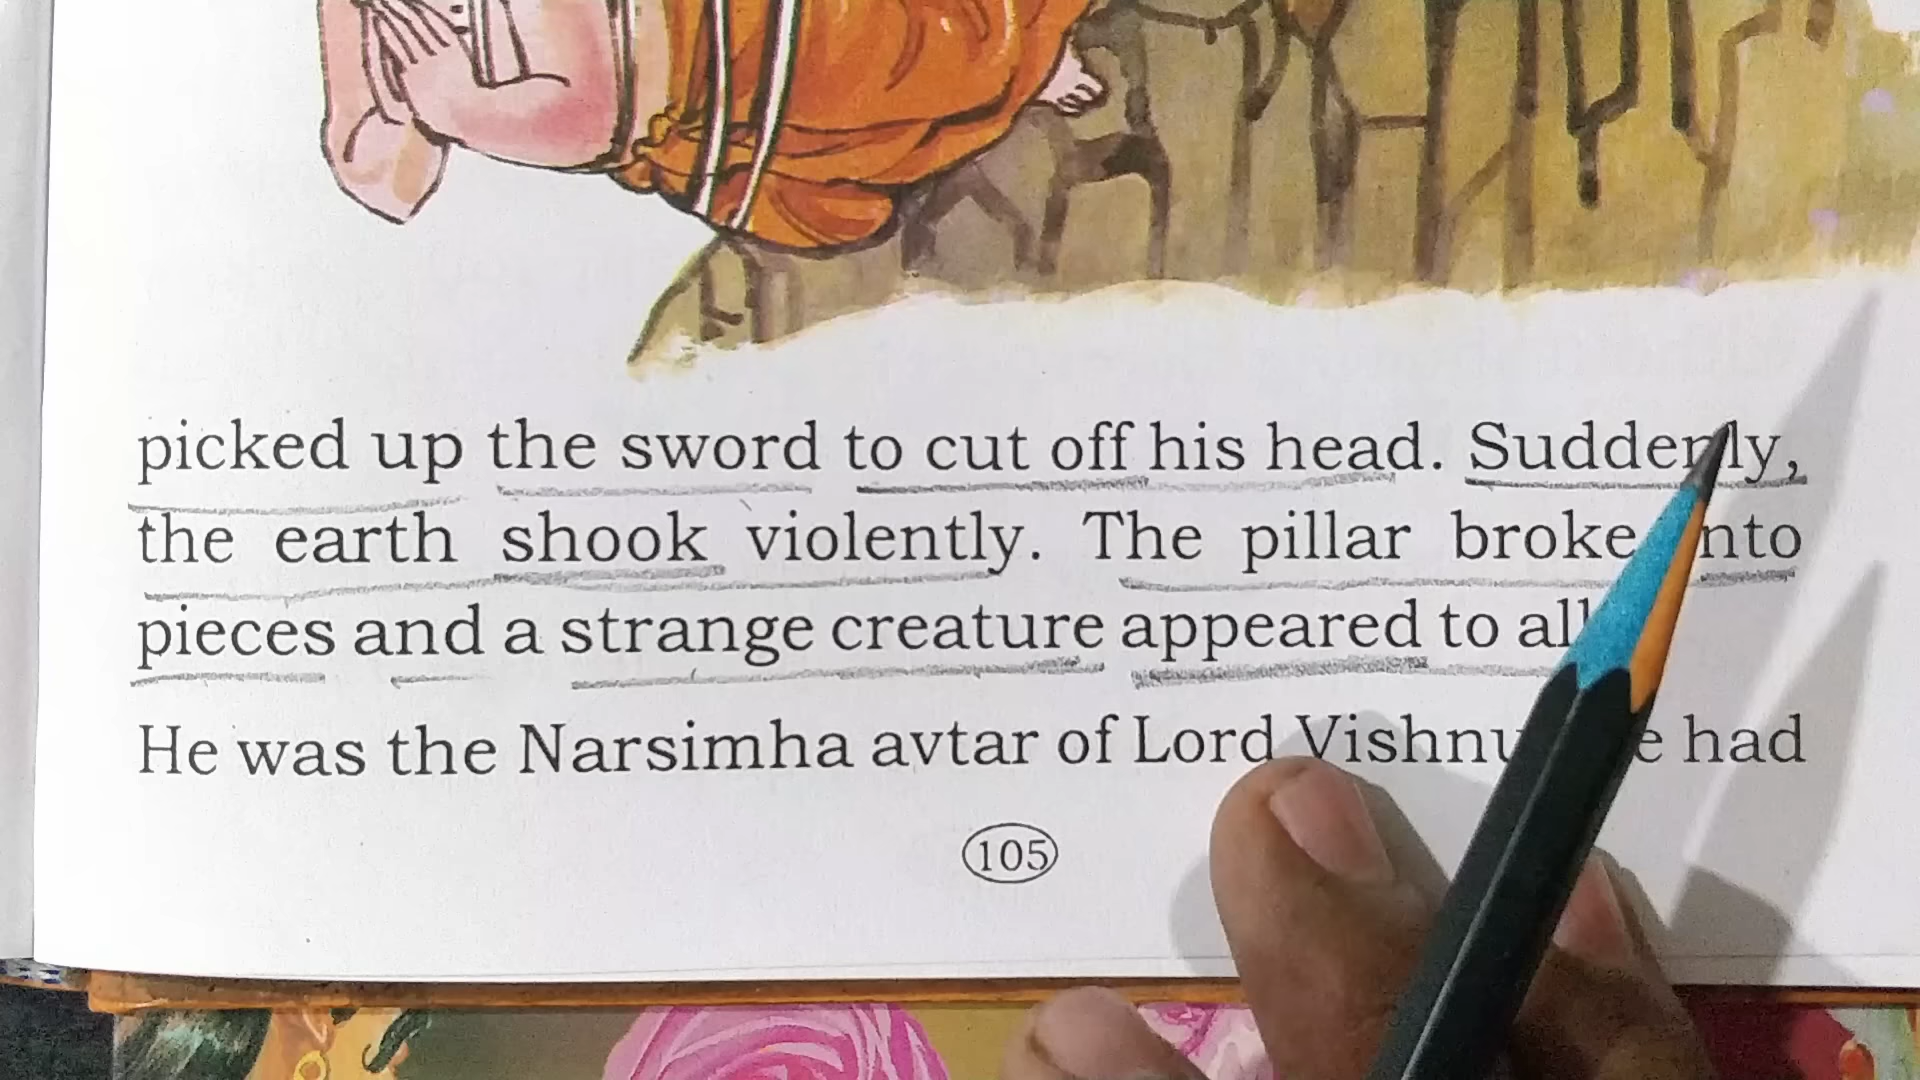 picked up the sword to cut off his head. Suddenly,
the earth shook violently. The pillar broke into
pieces and a strange creature appeared to all
He was the Narsimha avtar of Lord Vishnu had
105